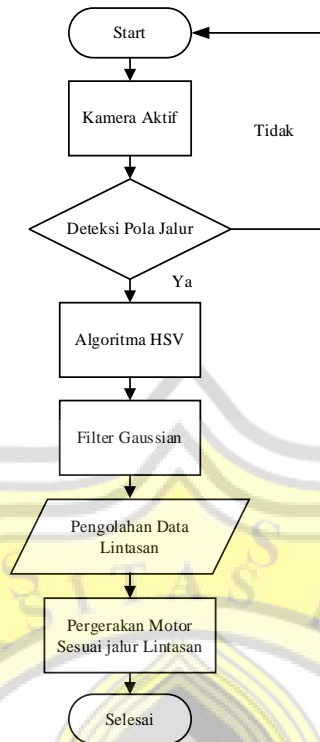 Start
Kamera Aktif
Tidak
Deteksi Pola Jalur
Ya
Algoritma HSV
Filter Gaussian
Pengolahan Data
Lintasan
Pergerakan Motor
Sesuai jalur Lintasan
Selesai